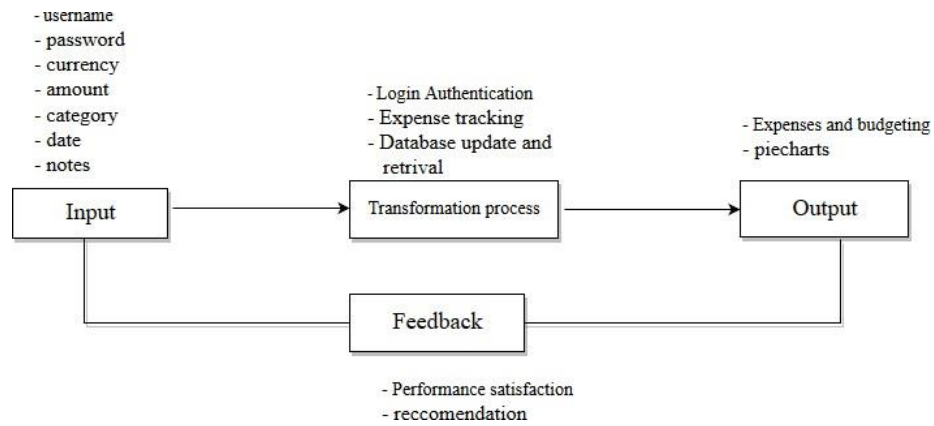 - username
- password
- currency
- amount
- category
- date
- notes
Input
- Login Authentication
- Expense tracking
- Database update and
retrival
Transformation process
- Expenses and budgeting
- piecharts
Output
Feedback
- Performance satisfaction
- reccomendation